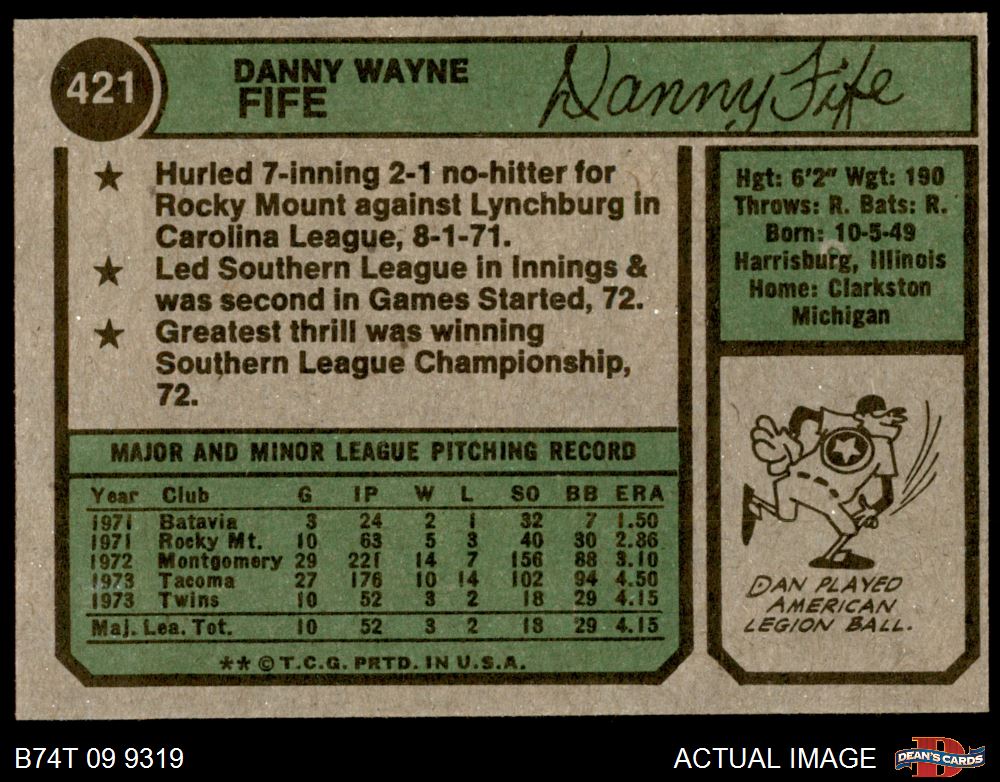 421
DANNY WAYNE
FIFE
Danny Fife
★ Hurled 7-inning 2-1 no-hitter for
Rocky Mount against Lynchburg in
Carolina League, 8-1-71.
★ Led Southern League in Innings &
was second in Games Started, 72.
★ Greatest thrill was winning
Southern League Championship,
72.
Hgt: 6'2" Wgt: 190
Throws: R. Bats: R.
Born: 10-5-49
Harrisburg, Illinois
Home: Clarkston
Michigan
MAJOR AND MINOR LEAGUE PITCHING RECORD
Year Club G IP W L SO BB ERA
1971 Batavia 3 24 2 1 32 7 1.50
1971 Rocky Mt. 10 63 5 3 40 30 2.86
1972 Montgomery 29 221 14 7 156 88 3.10
1973 Tacoma 27 176 10 14 102 94 4.50
1973 Twins 10 52 3 2 18 29 4.15
Maj. Lea. Tot. 10 52 3 2 18 29 4.15
** © T.C.G. PRTD. IN U.S.A.
DAN PLAYED
AMERICAN
LEGION BALL.
B74T 09 9319
ACTUAL IMAGE
DEAN'S CARDS